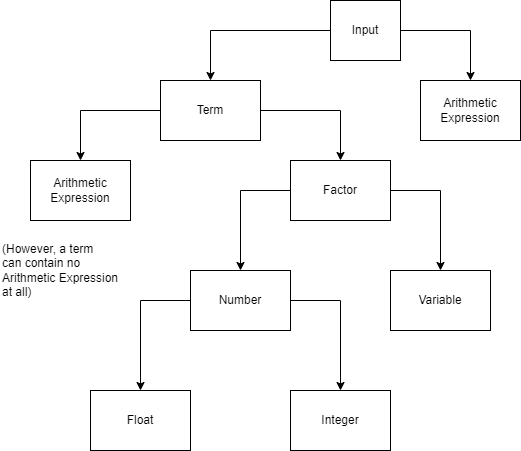 Input
Term
Arithmetic
Expression
Arithmetic
Expression
Factor
(However, a term
can contain no
Arithmetic Expression
at all)
Number
Variable
Float
Integer